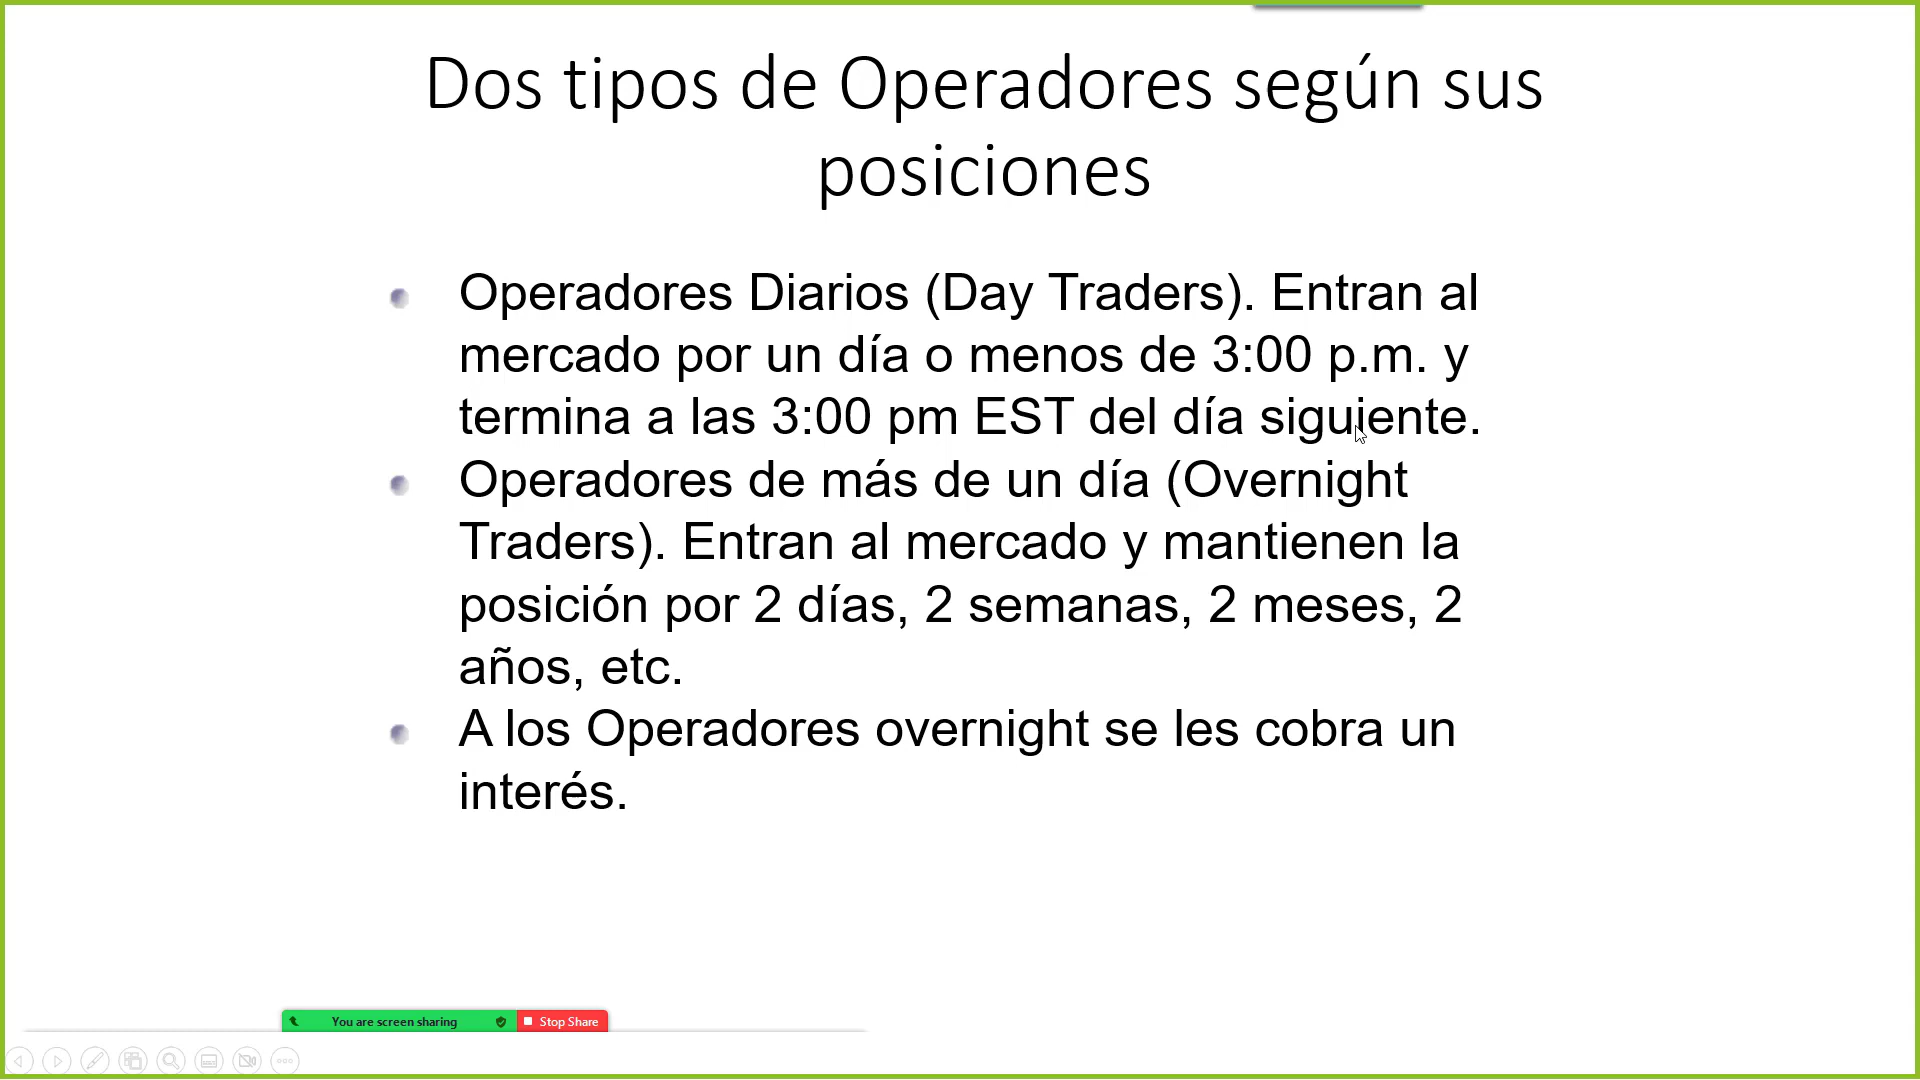 Dos tipos de Operadores según sus
posiciones
Operadores Diarios (Day Traders). Entran al
mercado por un día o menos de 3:00 p.m. y
termina a las 3:00 pm EST del día siguiente.
Operadores de más de un día (Overnight
Traders). Entran al mercado y mantienen la
posición por 2 días, 2 semanas, 2 meses, 2
años, etc.
A los Operadores overnight se les cobra un
interés.
You are screen sharing
Stop Share